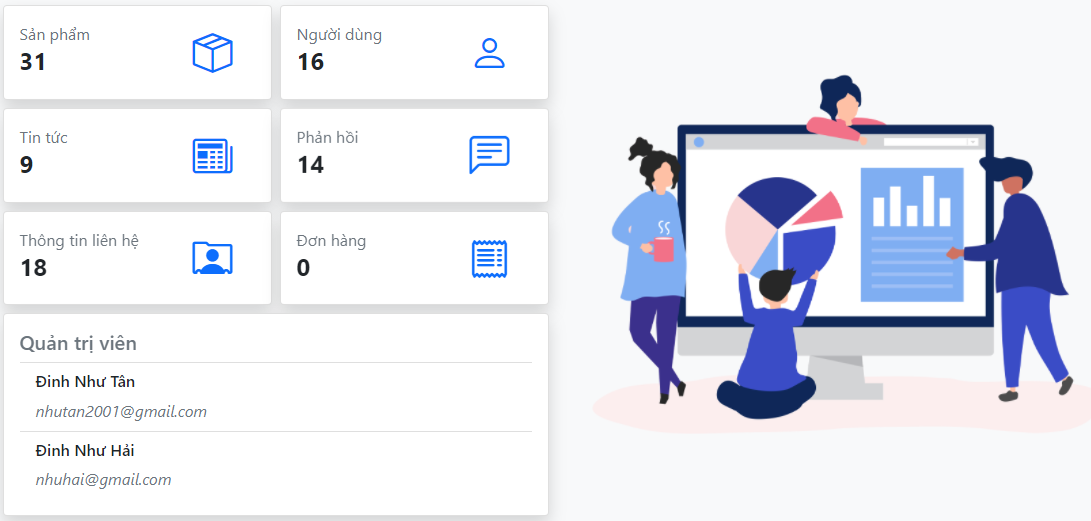 Sản phẩm
31
Người dùng
16
Tin tức
9
Phản hồi
14
Thông tin liên hệ
18
Đơn hàng
0
Quản trị viên
Đinh Như Tân
nhutan2001@gmail.com
Đinh Như Hải
nhuhai@gmail.com